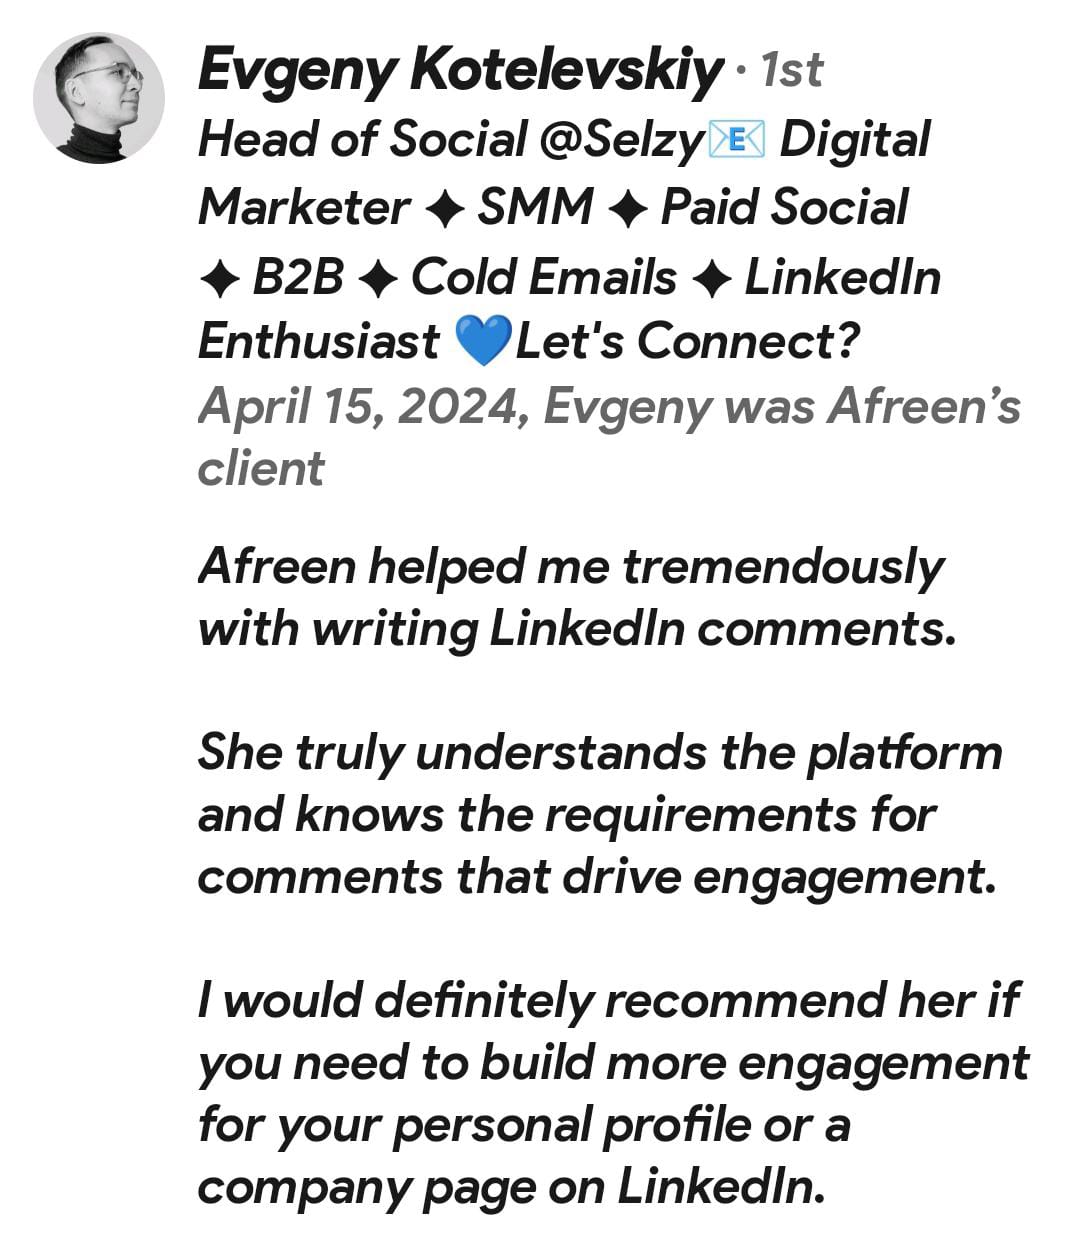 Evgeny Kotelevskiy · 1st
Head of Social @Selzy📧 Digital
Marketer ✦ SMM ✦ Paid Social
✦ B2B ✦ Cold Emails ✦ LinkedIn
Enthusiast 💙Let's Connect?
April 15, 2024, Evgeny was Afreen’s
client
Afreen helped me tremendously
with writing LinkedIn comments.
She truly understands the platform
and knows the requirements for
comments that drive engagement.
I would definitely recommend her if
you need to build more engagement
for your personal profile or a
company page on LinkedIn.